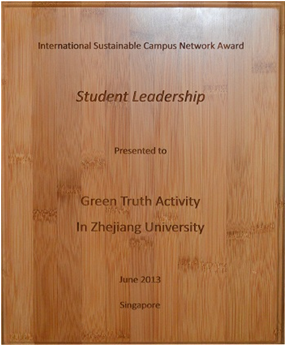 International Sustainable Campus Network Award
Student Leadership
Presented to
Green Truth Activity
In Zhejiang University
June 2013
Singapore